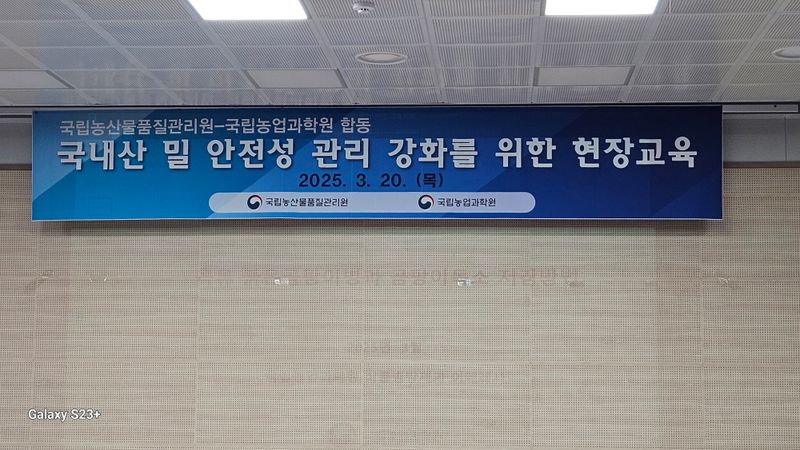 국립농산물품질관리원-국립농업과학원 합동
국내산 밀 안전성 관리 강화를 위한 현장교육
2025. 3. 20. (목)
국립농산물품질관리원 국립농업과학원
Galaxy S23+